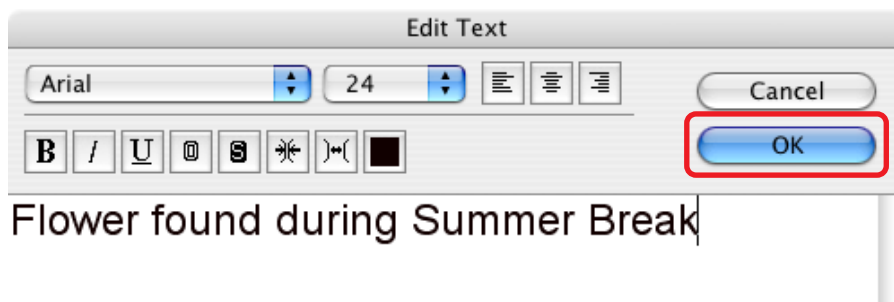 Edit Text
Arial 24 Cancel
B I U O S OK
Flower found during Summer Break